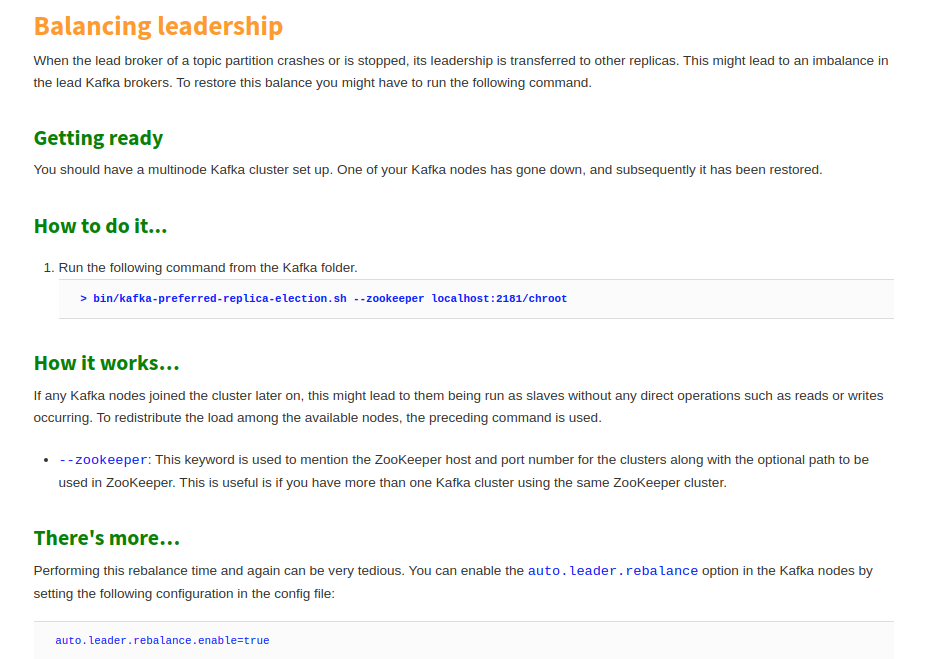 Balancing leadership
When the lead broker of a topic partition crashes or is stopped, its leadership is transferred to other replicas. This might lead to an imbalance in
the lead Kafka brokers. To restore this balance you might have to run the following command.
Getting ready
You should have a multinode Kafka cluster set up. One of your Kafka nodes has gone down, and subsequently it has been restored.
How to do it...
1. Run the following command from the Kafka folder.
> bin/kafka-preferred-replica-election.sh --zookeeper localhost:2181/chroot
How it works...
If any Kafka nodes joined the cluster later on, this might lead to them being run as slaves without any direct operations such as reads or writes
occurring. To redistribute the load among the available nodes, the preceding command is used.
• --zookeeper: This keyword is used to mention the ZooKeeper host and port number for the clusters along with the optional path to be
used in ZooKeeper. This is useful is if you have more than one Kafka cluster using the same ZooKeeper cluster.
There's more...
Performing this rebalance time and again can be very tedious. You can enable the auto.leader.rebalance option in the Kafka nodes by
setting the following configuration in the config file:
auto.leader.rebalance.enable=true